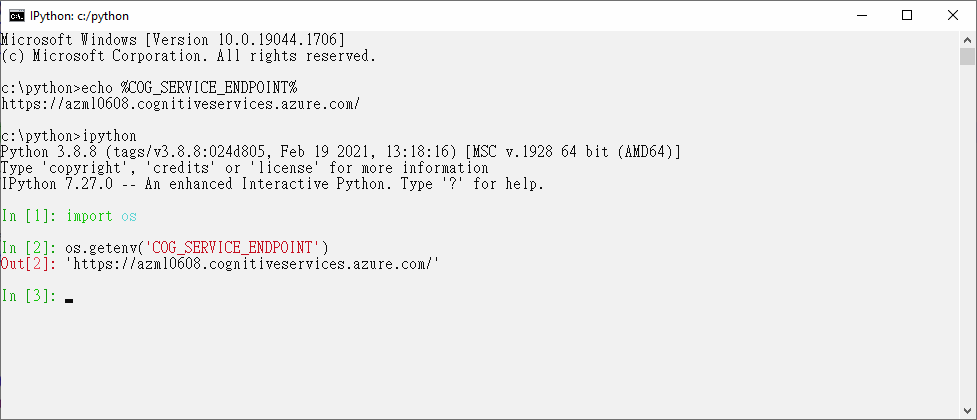 IPython: c:/python
Microsoft Windows [Version 10.0.19044.1706]
(c) Microsoft Corporation. All rights reserved.
c:\python>echo %COG_SERVICE_ENDPOINT%
https://azml0608.cognitiveservices.azure.com/
c:\python>ipython
Python 3.8.8 (tags/v3.8.8:024d805, Feb 19 2021, 13:18:16) [MSC v.1928 64 bit (AMD64)]
Type 'copyright', 'credits' or 'license' for more information
IPython 7.27.0 -- An enhanced Interactive Python. Type '?' for help.
In [1]: import os
In [2]: os.getenv('COG_SERVICE_ENDPOINT')
Out[2]: 'https://azml0608.cognitiveservices.azure.com/'
In [3]: